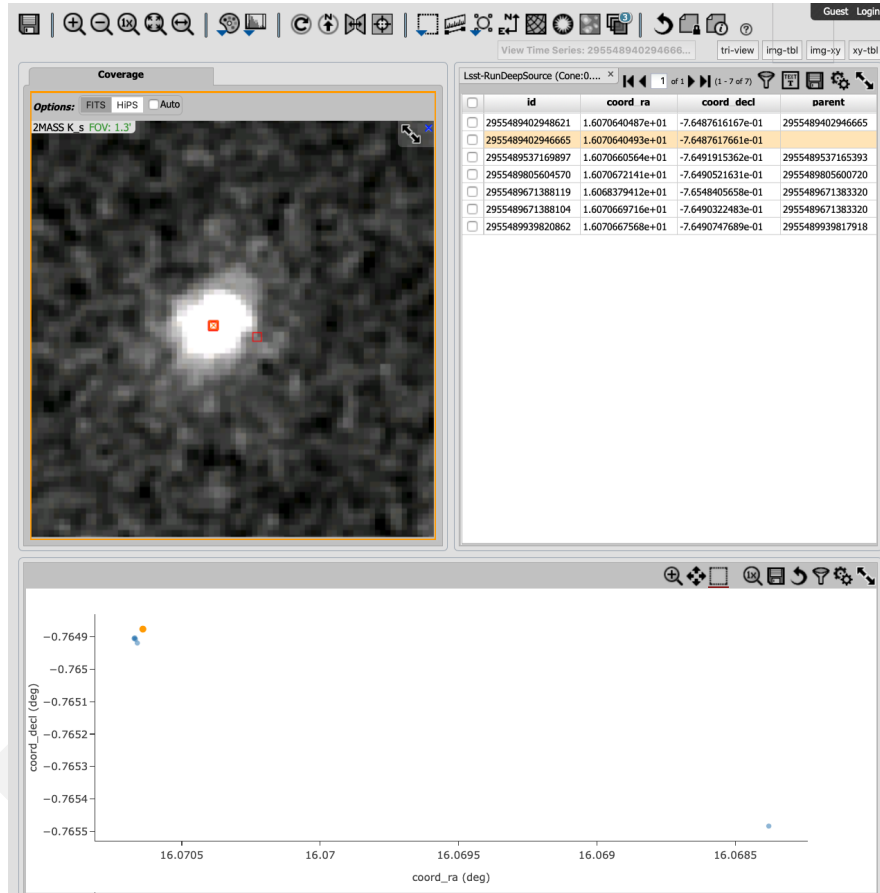 Guest Login
1x
3
View Time Series: 295548940294666...
tri-view img-tbl img-xy xy-tbl
Coverage
Options: FITS HiPS Auto
2MASS K_s FOV: 1.3'
Lsst-RunDeepSource (Cone:0.... × 1 of 1 (1 - 7 of 7) TEXT T
id coord_ra coord_decl parent
2955489402948621 1.6070640487e+01 -7.6487616167e-01 2955489402946665
2955489402946665 1.6070640493e+01 -7.6487617661e-01
2955489537169897 1.6070660564e+01 -7.6491915362e-01 2955489537165393
2955489805604570 1.6070672141e+01 -7.6490521631e-01 2955489805600720
2955489671388119 1.6068379412e+01 -7.6548405658e-01 2955489671383320
2955489671388104 1.6070669716e+01 -7.6490322483e-01 2955489671383320
2955489939820862 1.6070667568e+01 -7.6490747689e-01 2955489939817918
1x
coord_decl (deg)
−0.7649
−0.765
−0.7651
−0.7652
−0.7653
−0.7654
−0.7655
16.0705 16.07 16.0695 16.069 16.0685
coord_ra (deg)